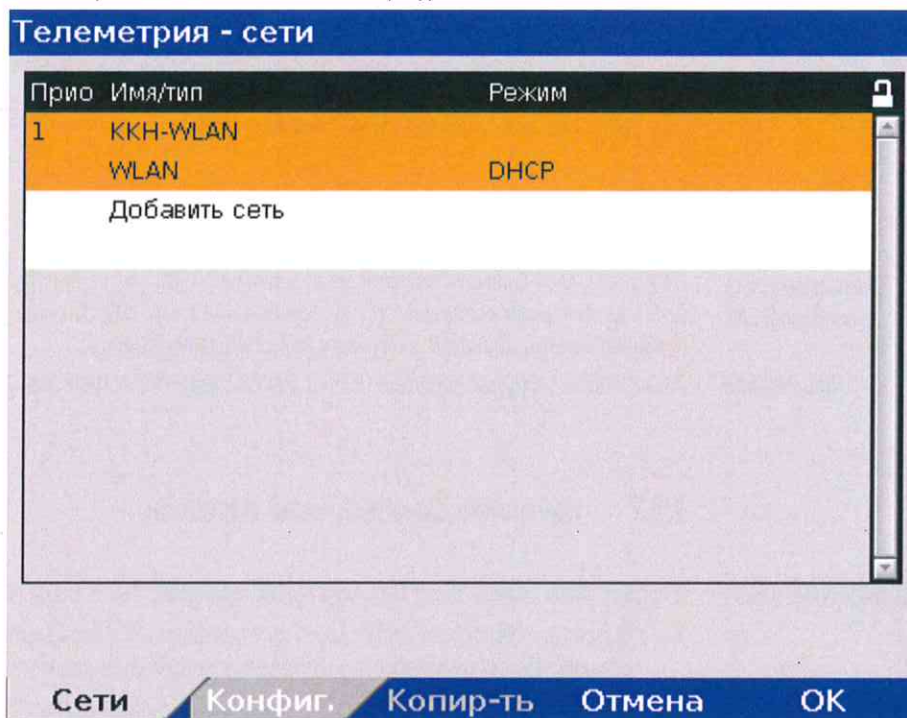 Телеметрия - сети
Прио Имя/тип Режим
1 KKH-WLAN
WLAN DHCP
Добавить сеть
Сети Конфиг. Копир-ть Отмена OK